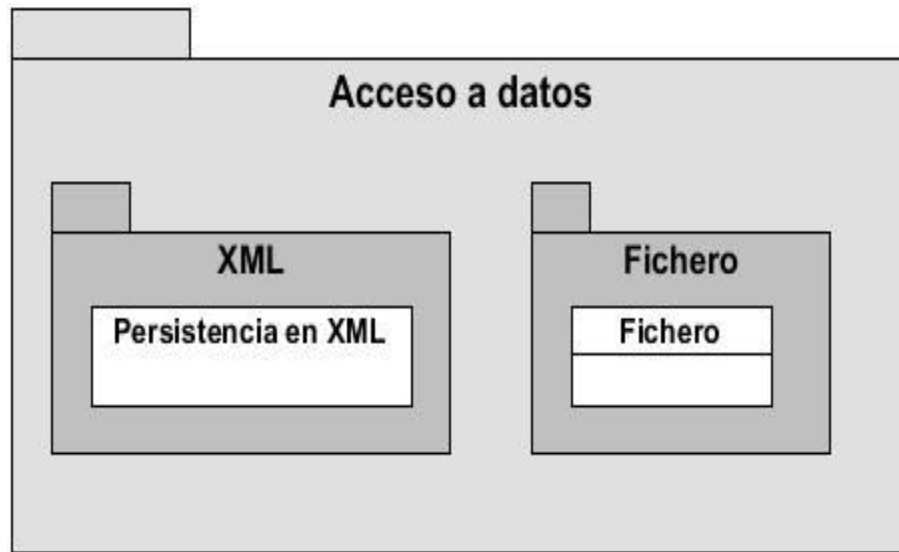 Acceso a datos
XML
Fichero
Persistencia en XML
Fichero